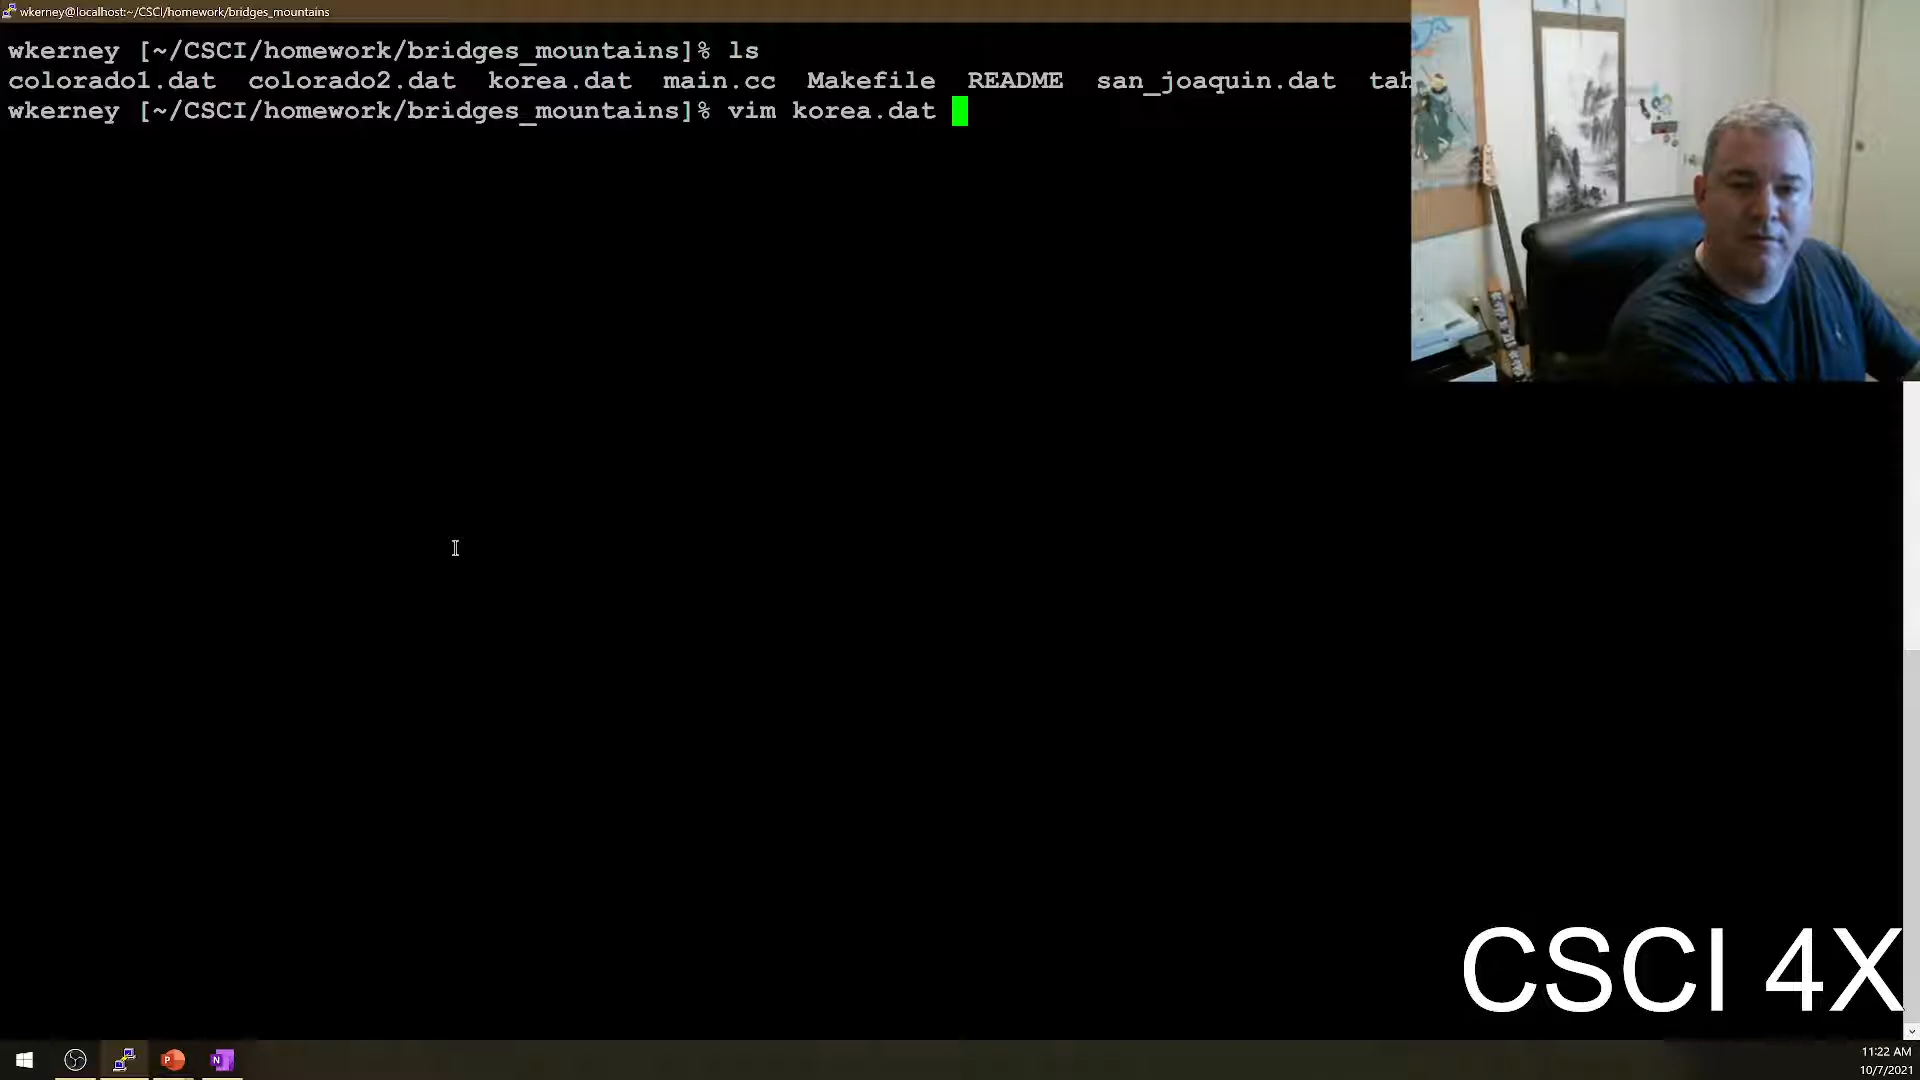 wkerney@localhost:~/CSCI/homework/bridges_mountains
wkerney [~/CSCI/homework/bridges_mountains]% ls
colorado1.dat colorado2.dat korea.dat main.cc Makefile README san_joaquin.dat tah
wkerney [~/CSCI/homework/bridges_mountains]% vim korea.dat
CSCI 4X
11:22 AM
10/7/2021